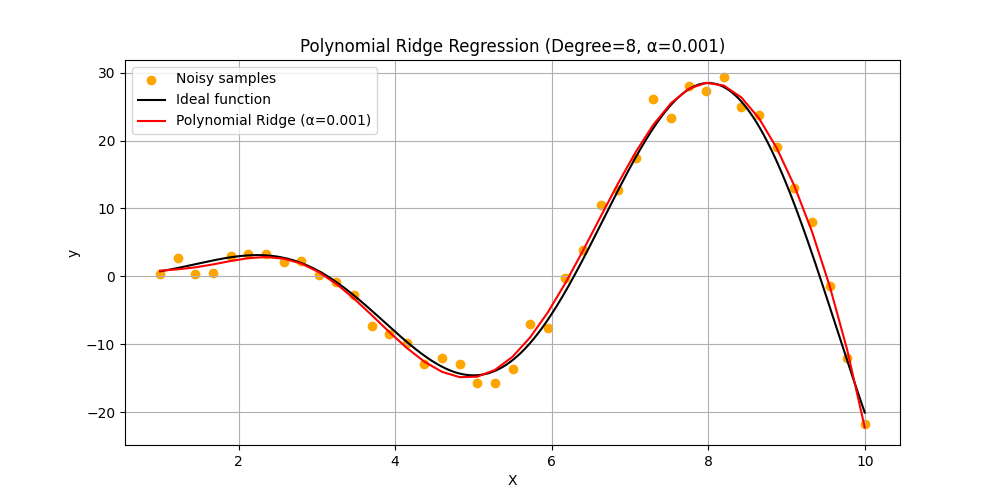 Polynomial Ridge Regression (Degree=8, α=0.001)
Noisy samples
Ideal function
Polynomial Ridge (α=0.001)
30
20
10
0
−10
−20
y
2
4
6
8
10
X